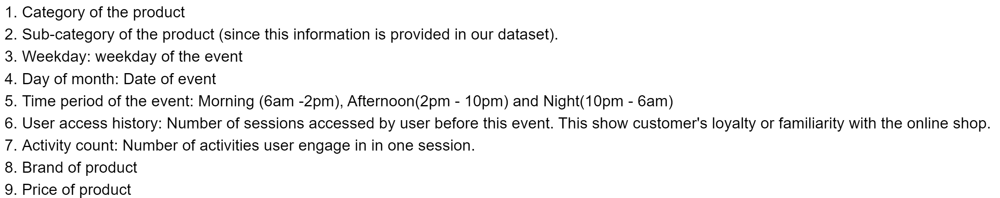 1. Category of the product
2. Sub-category of the product (since this information is provided in our dataset).
3. Weekday: weekday of the event
4. Day of month: Date of event
5. Time period of the event: Morning (6am -2pm), Afternoon(2pm - 10pm) and Night(10pm - 6am)
6. User access history: Number of sessions accessed by user before this event. This show customer's loyalty or familiarity with the online shop.
7. Activity count: Number of activities user engage in in one session.
8. Brand of product
9. Price of product